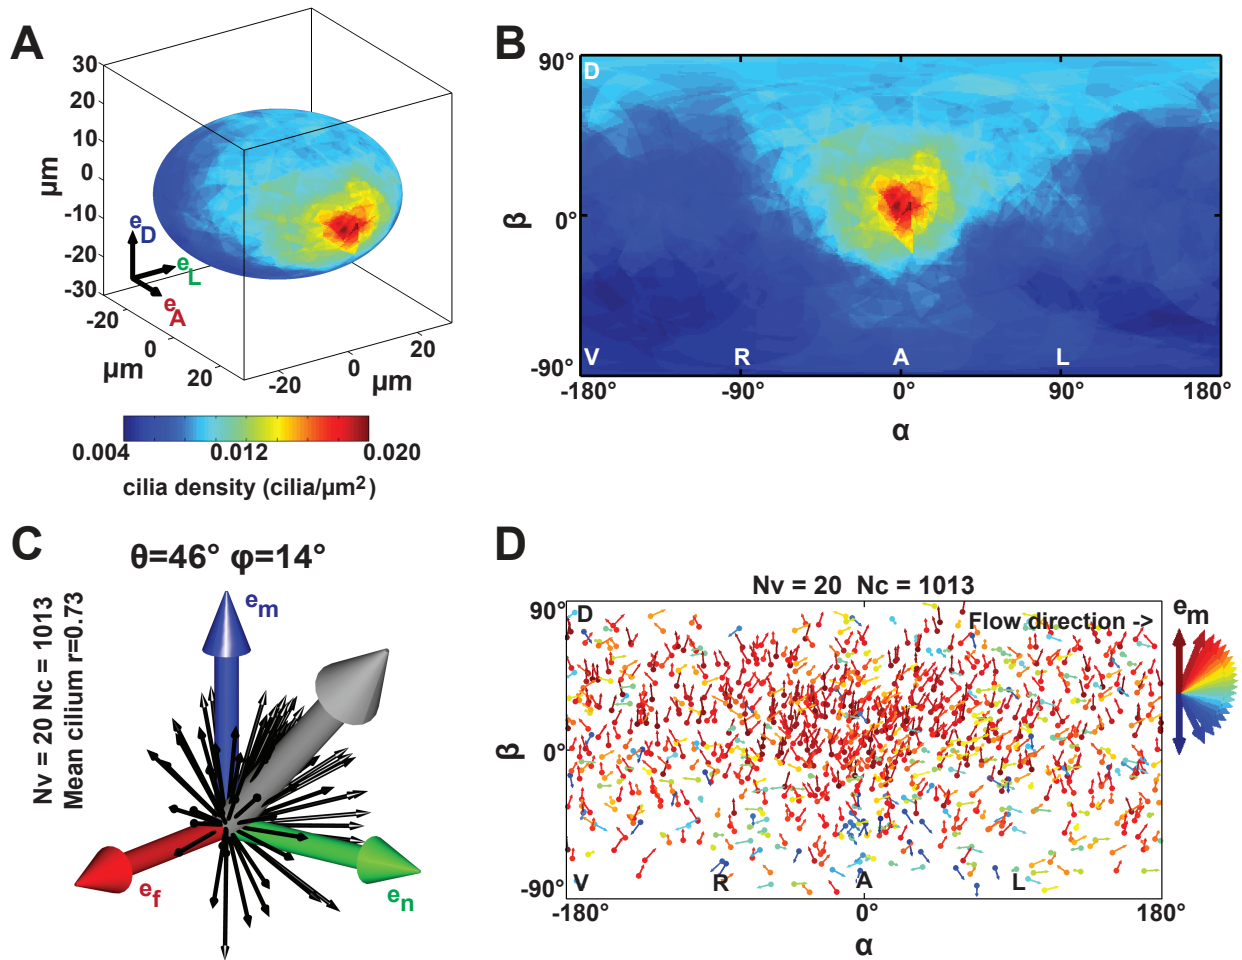 A
30
20
10
0
-10
-20
-30
µm
eD
eL
eA
-20
0
20
µm
-20
0
20
µm
0.004
0.012
0.020
cilia density (cilia/µm2)
B
90°
0°
-90°
β
D
V
R
A
L
-180°
-90°
0°
90°
180°
α
C
θ=46° φ=14°
Nv = 20 Nc = 1013
Mean cilium r=0.73
em
ef
en
D
Nv = 20 Nc = 1013
90°
0°
-90°
β
D
Flow direction ->
em
V
R
A
L
-180°
0°
180°
α